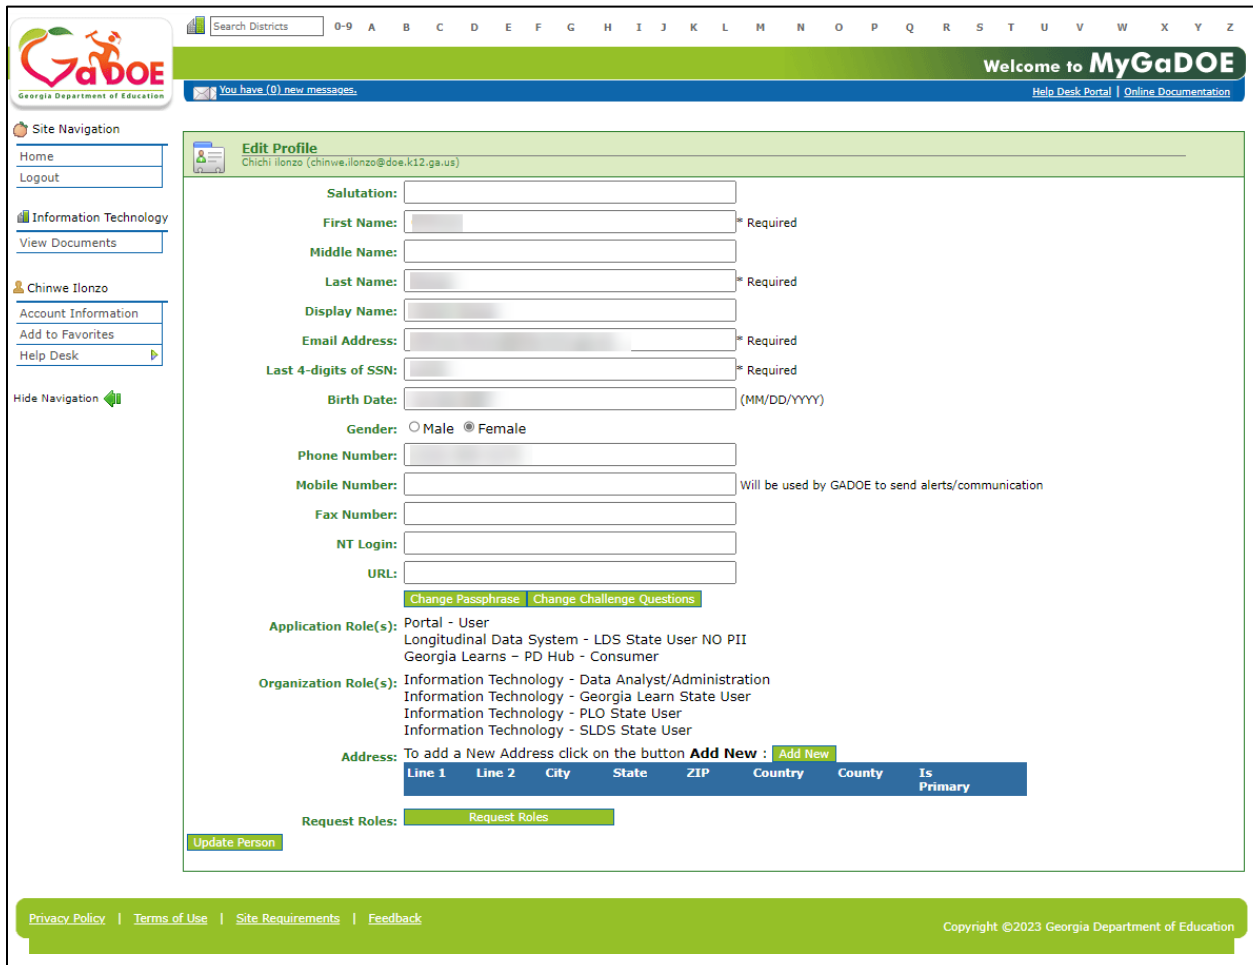 Search Districts 0-9 A B C D E F G H I J K L M N O P Q R S T U V W X Y Z
GaDOE
Georgia Department of Education
Welcome to MyGaDOE
You have (0) new messages.
Help Desk Portal | Online Documentation
Site Navigation
Home
Logout
Information Technology
View Documents
Chinwe Ilonzo
Account Information
Add to Favorites
Help Desk
Hide Navigation
Edit Profile
Chichi ilonzo (chinwe.ilonzo@doe.k12.ga.us)
Salutation:
First Name: * Required
Middle Name:
Last Name: * Required
Display Name:
Email Address: * Required
Last 4-digits of SSN: * Required
Birth Date: (MM/DD/YYYY)
Gender: Male Female
Phone Number:
Mobile Number: Will be used by GADOE to send alerts/communication
Fax Number:
NT Login:
URL:
Change Passphrase Change Challenge Questions
Application Role(s): Portal - User
Longitudinal Data System - LDS State User NO PII
Georgia Learns – PD Hub - Consumer
Organization Role(s): Information Technology - Data Analyst/Administration
Information Technology - Georgia Learn State User
Information Technology - PLO State User
Information Technology - SLDS State User
Address: To add a New Address click on the button Add New : Add New
Line 1 Line 2 City State ZIP Country County Is Primary
Request Roles: Request Roles
Update Person
Privacy Policy | Terms of Use | Site Requirements | Feedback
Copyright ©2023 Georgia Department of Education